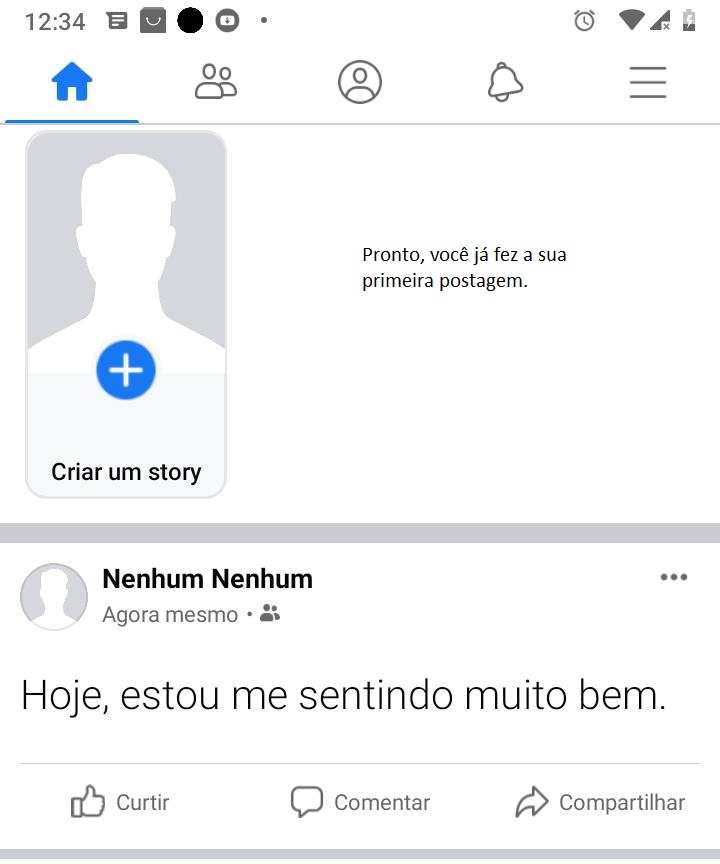 12:34
Pronto, você já fez a sua
primeira postagem.
Criar um story
Nenhum Nenhum
Agora mesmo •
Hoje, estou me sentindo muito bem.
Curtir Comentar Compartilhar